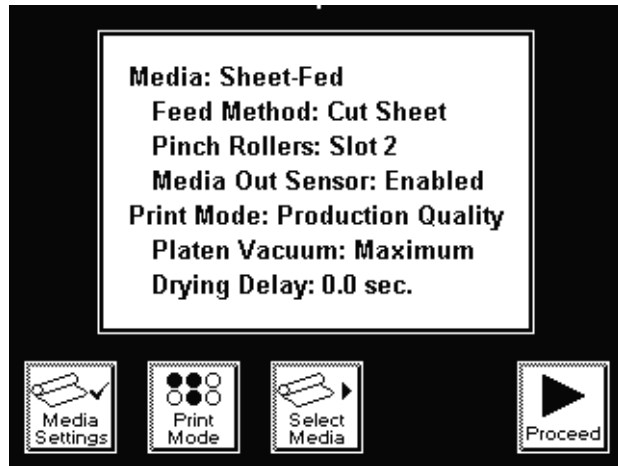 Media: Sheet-Fed
Feed Method: Cut Sheet
Pinch Rollers: Slot 2
Media Out Sensor: Enabled
Print Mode: Production Quality
Platen Vacuum: Maximum
Drying Delay: 0.0 sec.
Media
Settings
Print
Mode
Select
Media
Proceed